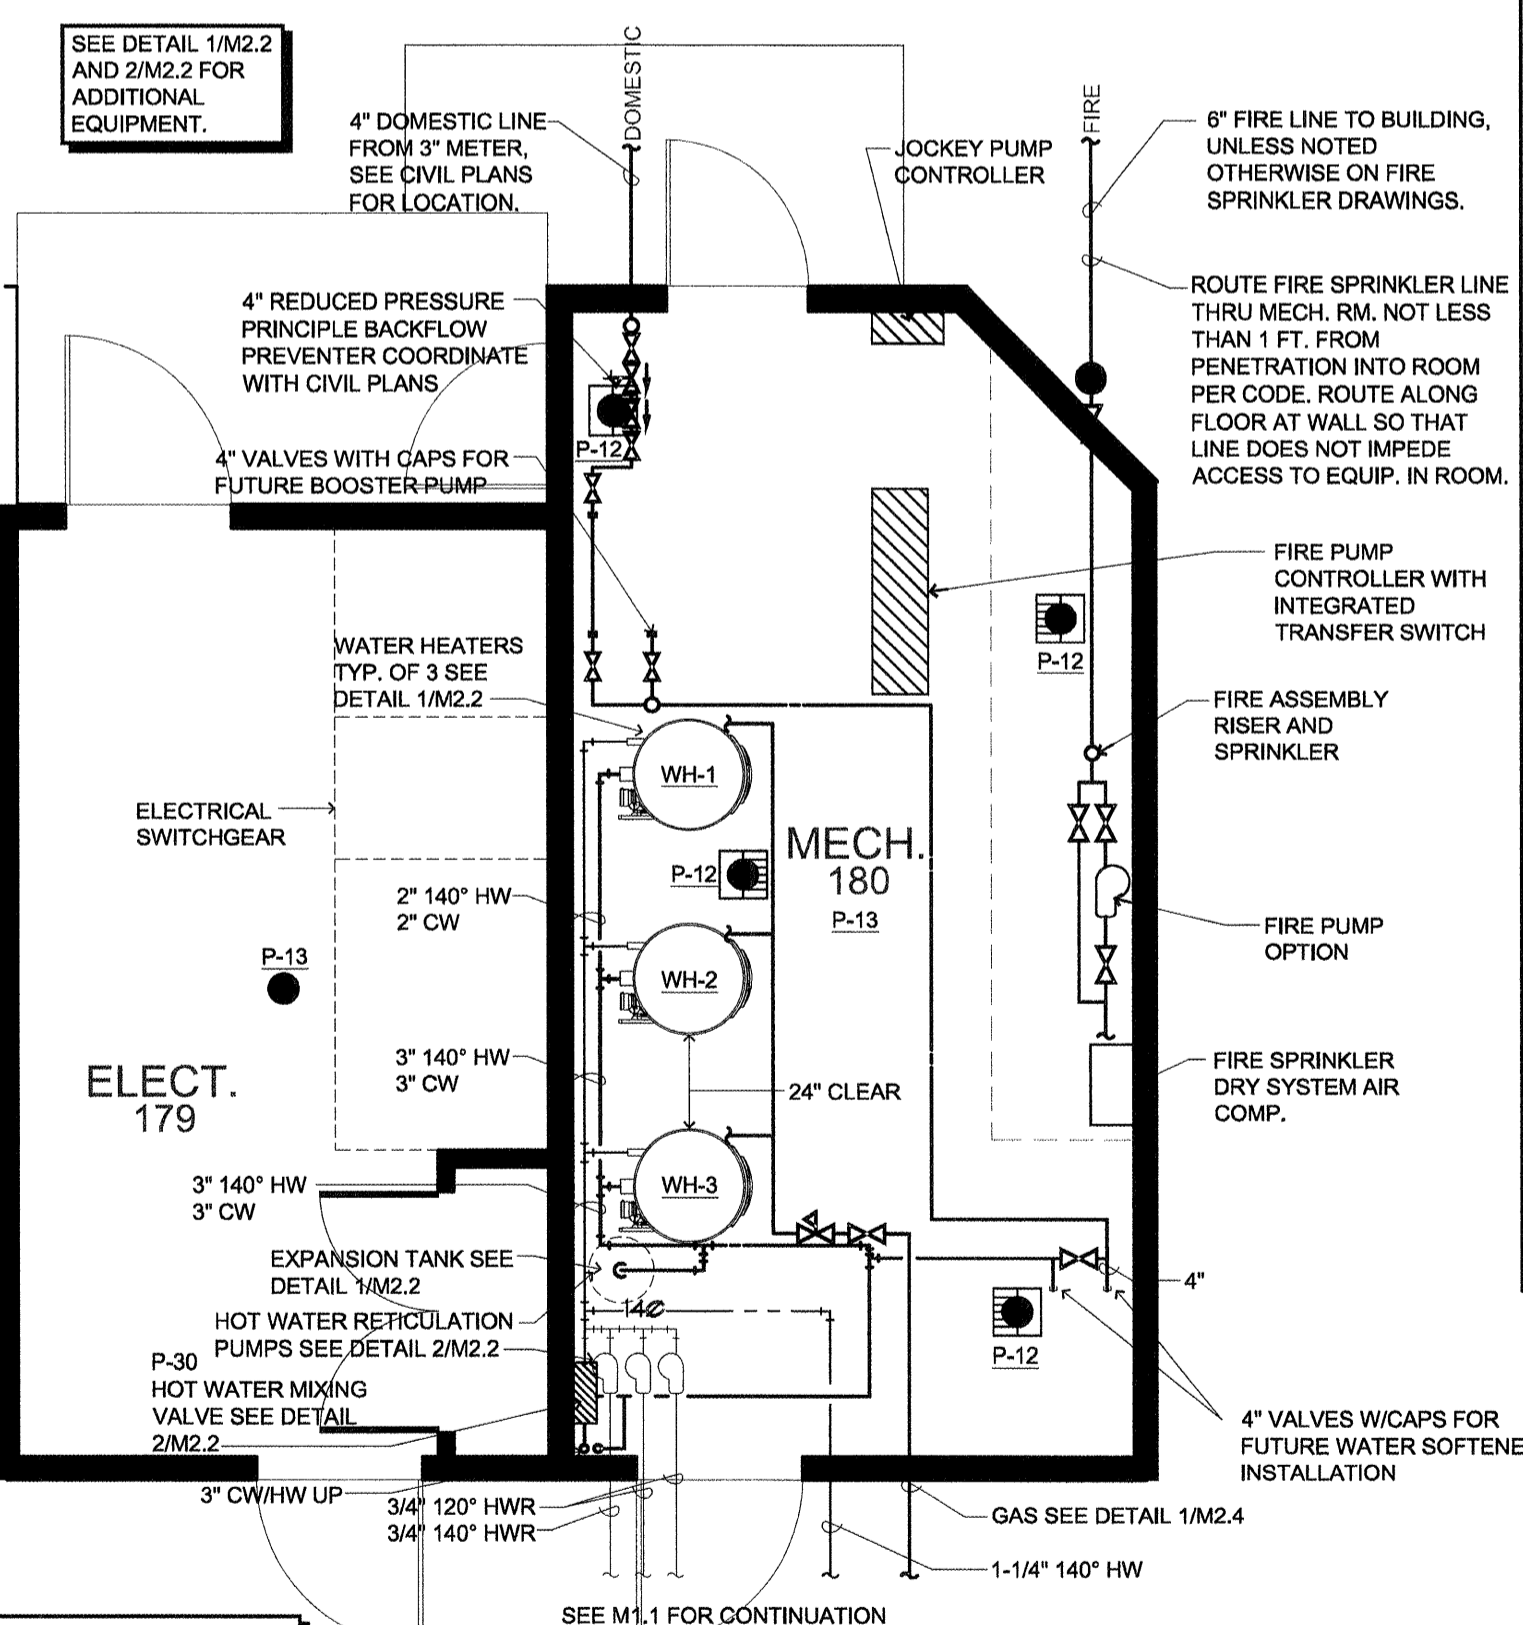 SEE DETAIL 1/M2.2
AND 2/M2.2 FOR
ADDITIONAL
EQUIPMENT.
DOMESTIC
4" DOMESTIC LINE
FROM 3" METER,
SEE CIVIL PLANS
FOR LOCATION.
JOCKEY PUMP
CONTROLLER
FIRE
6" FIRE LINE TO BUILDING,
UNLESS NOTED
OTHERWISE ON FIRE
SPRINKLER DRAWINGS.
4" REDUCED PRESSURE
PRINCIPLE BACKFLOW
PREVENTER COORDINATE
WITH CIVIL PLANS
ROUTE FIRE SPRINKLER LINE
THRU MECH. RM. NOT LESS
THAN 1 FT. FROM
PENETRATION INTO ROOM
PER CODE. ROUTE ALONG
FLOOR AT WALL SO THAT
LINE DOES NOT IMPEDE
ACCESS TO EQUIP. IN ROOM.
P-12
4" VALVES WITH CAPS FOR
FUTURE BOOSTER PUMP
FIRE PUMP
CONTROLLER WITH
INTEGRATED
TRANSFER SWITCH
P-12
WATER HEATERS
TYP. OF 3 SEE
DETAIL 1/M2.2
FIRE ASSEMBLY
RISER AND
SPRINKLER
WH-1
ELECTRICAL
SWITCHGEAR
MECH.
180
P-13
P-12
2" 140° HW
2" CW
FIRE PUMP
OPTION
P-13
WH-2
3" 140° HW
3" CW
24" CLEAR
FIRE SPRINKLER
DRY SYSTEM AIR
COMP.
ELECT.
179
WH-3
3" 140° HW
3" CW
EXPANSION TANK SEE
DETAIL 1/M2.2
4"
HOT WATER RETICULATION
PUMPS SEE DETAIL 2/M2.2
P-12
P-30
HOT WATER MIXING
VALVE SEE DETAIL
2/M2.2
4" VALVES W/CAPS FOR
FUTURE WATER SOFTENE
INSTALLATION
3" CW/HW UP
3/4" 120° HWR
3/4" 140° HWR
GAS SEE DETAIL 1/M2.4
1-1/4" 140° HW
SEE M1.1 FOR CONTINUATION